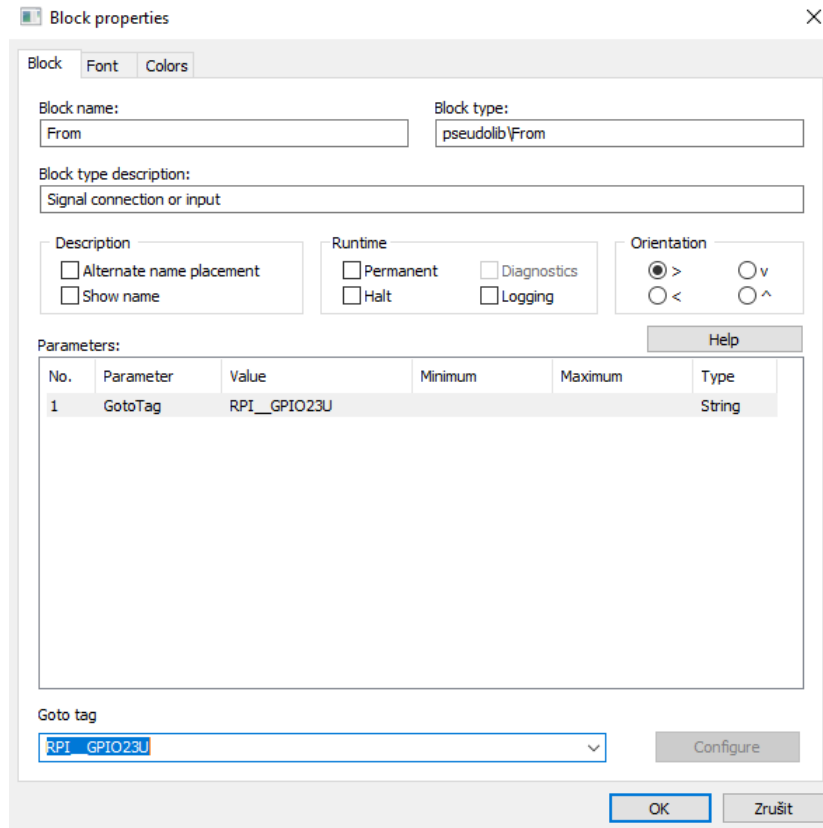 Block properties
Block Font Colors
Block name: Block type:
From pseudolib\From
Block type description:
Signal connection or input
Description Runtime Orientation
Alternate name placement Permanent Diagnostics > v
Show name Halt Logging < ^
Parameters: Help
No. Parameter Value Minimum Maximum Type
1 GotoTag RPI__GPIO23U String
Goto tag
RPI__GPIO23U Configure
OK Zrušit